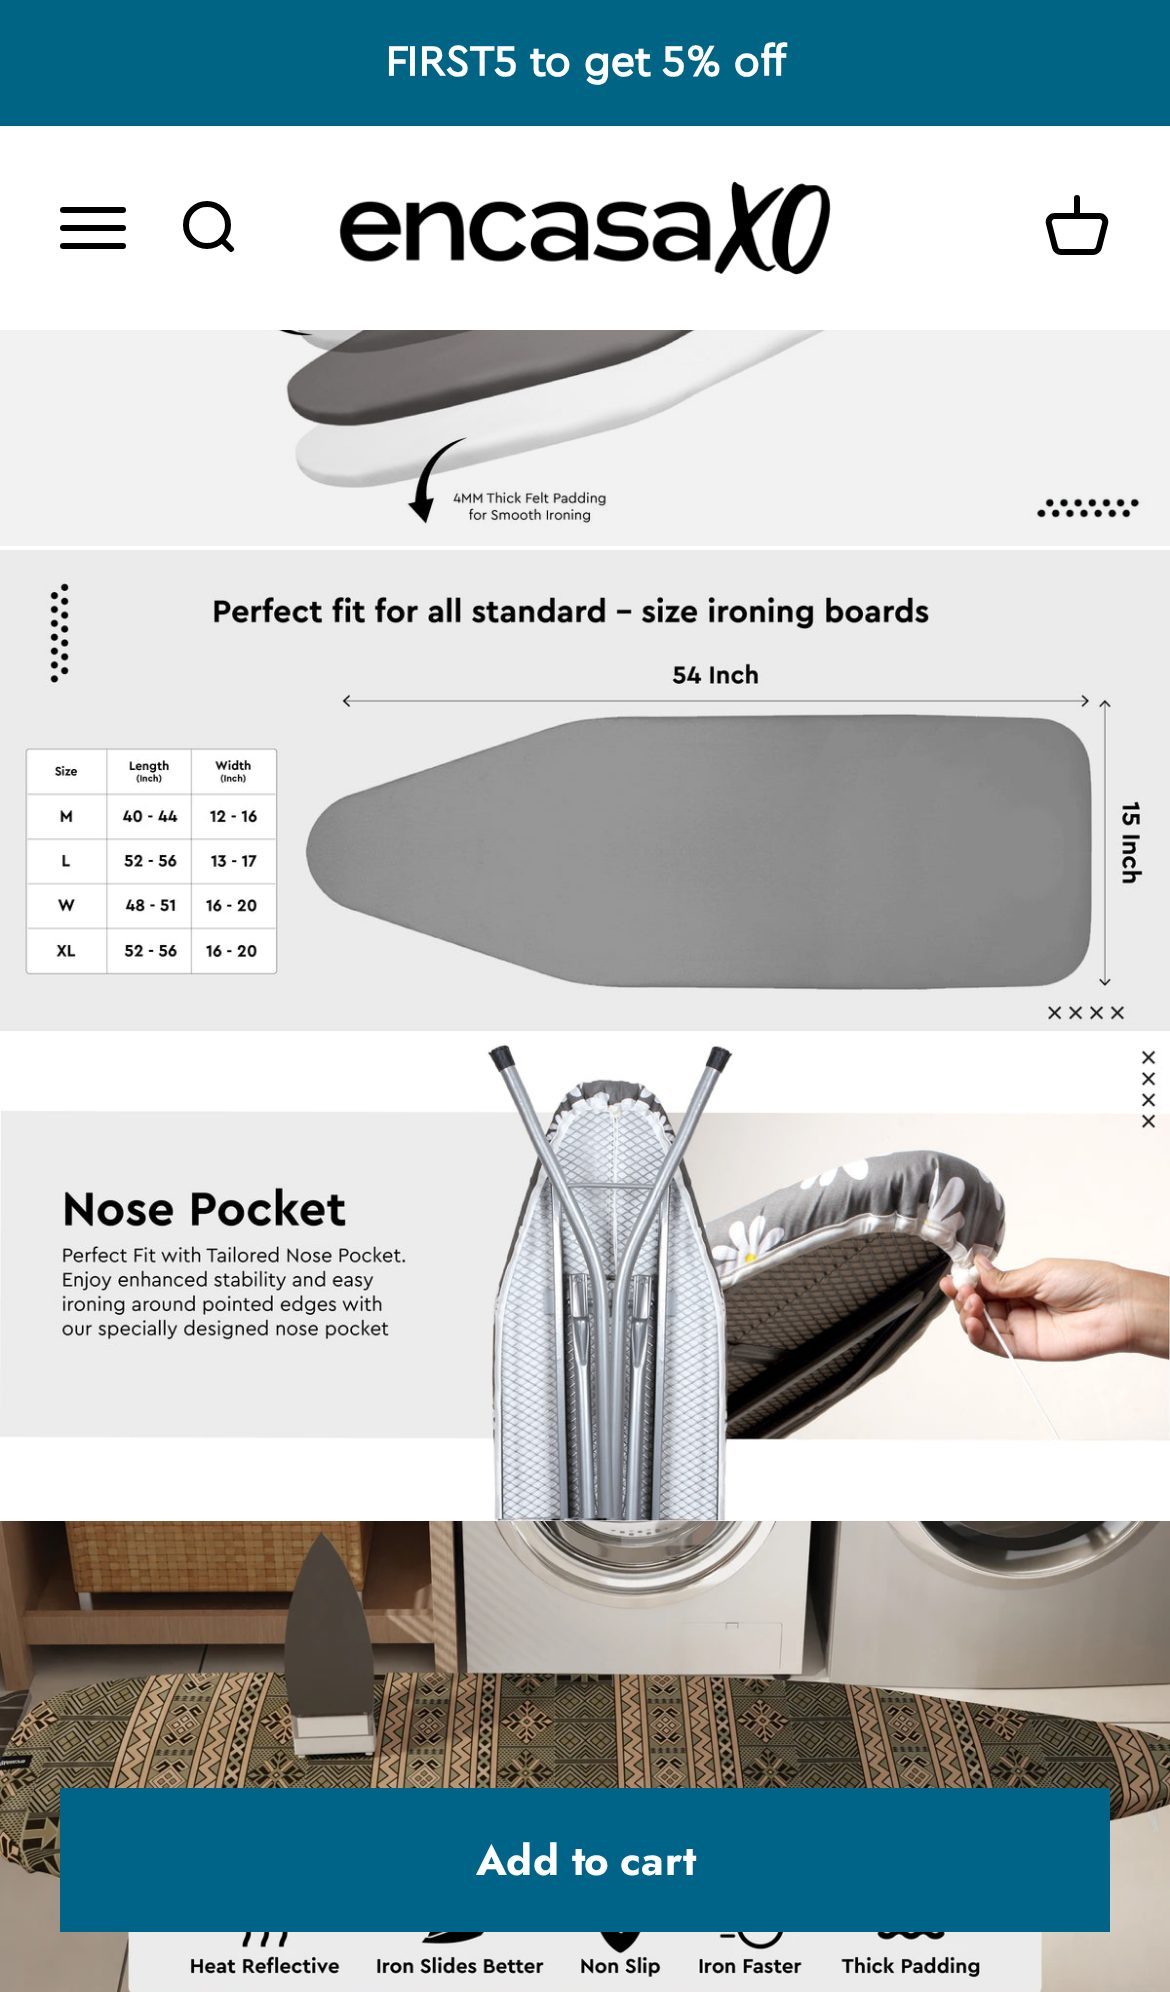 FIRST5 to get 5% off
encasaXO
4MM Thick Felt Padding
for Smooth Ironing
Perfect fit for all standard – size ironing boards
54 Inch
15 Inch
Size Length (Inch) Width (Inch)
M 40 - 44 12 - 16
L 52 - 56 13 - 17
W 48 - 51 16 - 20
XL 52 - 56 16 - 20
Nose Pocket
Perfect Fit with Tailored Nose Pocket.
Enjoy enhanced stability and easy
ironing around pointed edges with
our specially designed nose pocket
Add to cart
Heat Reflective Iron Slides Better Non Slip Iron Faster Thick Padding